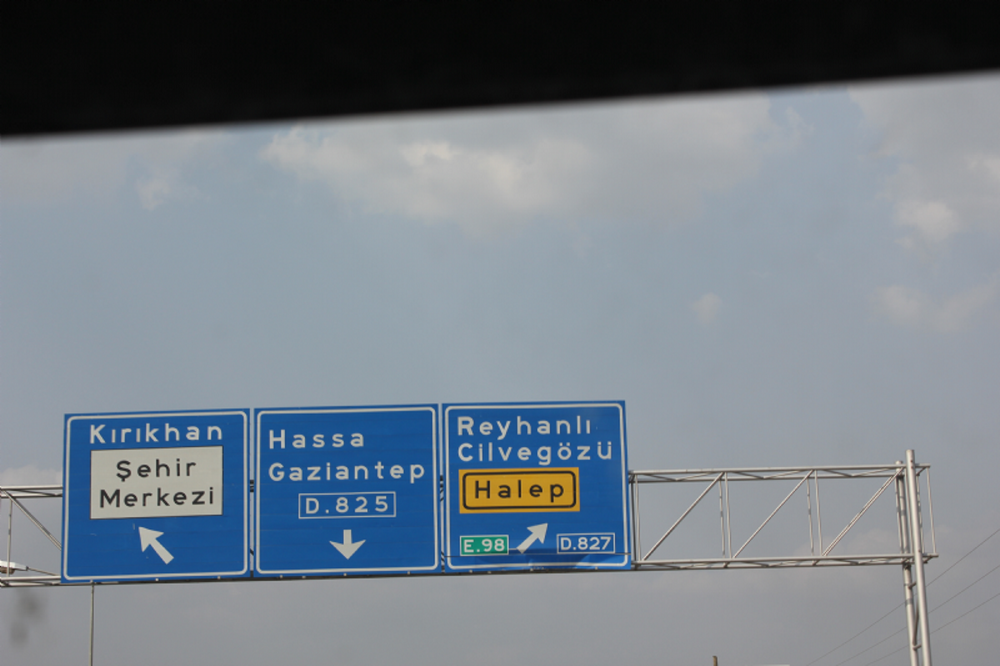 Kırıkhan
Şehir
Merkezi
Hassa
Gaziantep
D.825
Reyhanlı
Cilvegözü
Halep
E.98 D.827